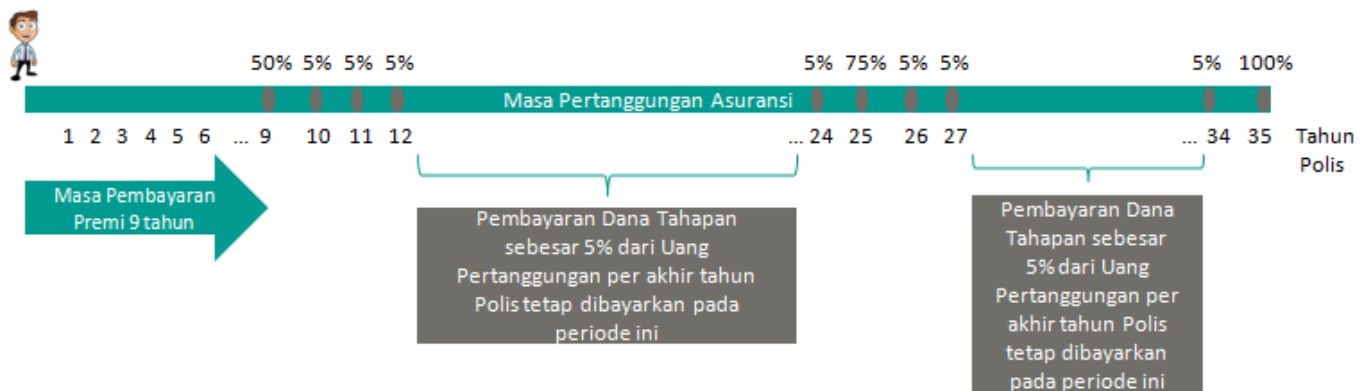 50% 5% 5% 5% 5% 75% 5% 5% 5% 100%
Masa Pertanggungan Asuransi
1 2 3 4 5 6 ... 9 10 11 12 ... 24 25 26 27 ... 34 35 Tahun
Polis
Masa Pembayaran
Premi 9 tahun
Pembayaran Dana Tahapan
sebesar 5% dari Uang
Pertanggungan per akhir tahun
Polis tetap dibayarkan pada
periode ini
Pembayaran Dana
Tahapan sebesar
5% dari Uang
Pertanggungan per
akhir tahun Polis
tetap dibayarkan
pada periode ini